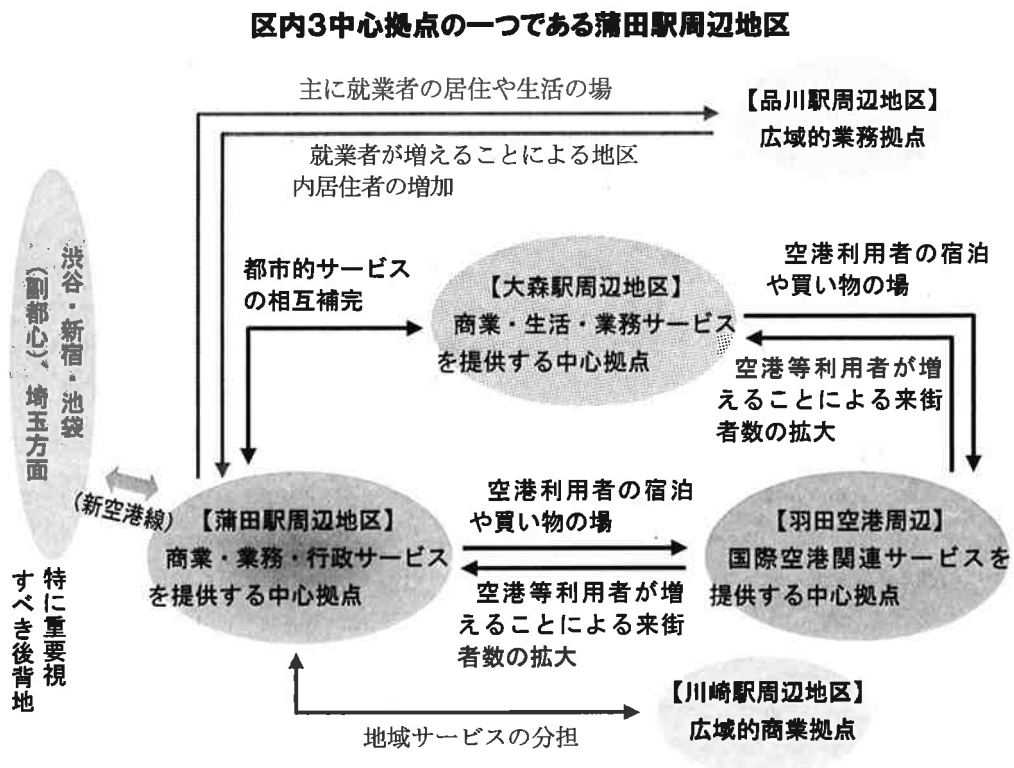 区内3中心拠点の一つである蒲田駅周辺地区
主に就業者の居住や生活の場
【品川駅周辺地区】
広域的業務拠点
就業者が増えることによる地区
内居住者の増加
渋谷・新宿・池袋
（副都心）、埼玉方面
都市的サービス
の相互補完
【大森駅周辺地区】
商業・生活・業務サービス
を提供する中心拠点
空港利用者の宿泊
や買い物の場
空港等利用者が増
えることによる来街
者数の拡大
（新空港線）
【蒲田駅周辺地区】
商業・業務・行政サービス
を提供する中心拠点
空港利用者の宿泊
や買い物の場
空港等利用者が増
えることによる来街
者数の拡大
【羽田空港周辺】
国際空港関連サービスを
提供する中心拠点
特に重要視
すべき後背地
【川崎駅周辺地区】
広域的商業拠点
地域サービスの分担